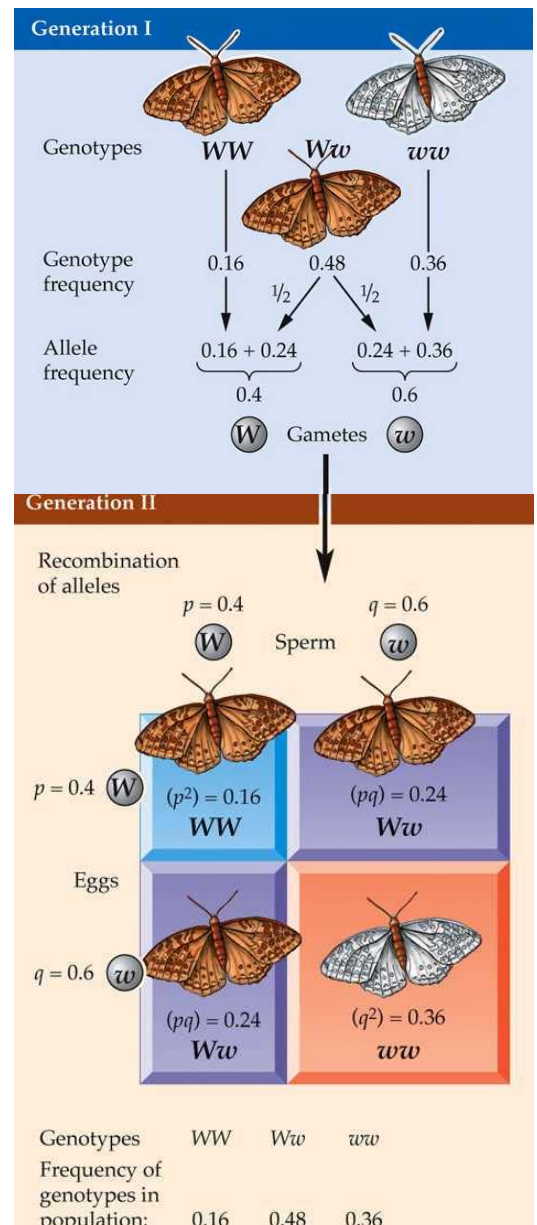 Generation I
Genotypes WW Ww ww
Genotype
frequency
0.16 0.48 0.36
1/2 1/2
Allele
frequency
0.16 + 0.24 0.24 + 0.36
0.4 0.6
W Gametes w
Generation II
Recombination
of alleles
p = 0.4 q = 0.6
W Sperm w
p = 0.4 W
(p²) = 0.16 (pq) = 0.24
WW Ww
Eggs
q = 0.6 w
(pq) = 0.24 (q²) = 0.36
Ww ww
Genotypes WW Ww ww
Frequency of
genotypes in
population: 0.16 0.48 0.36